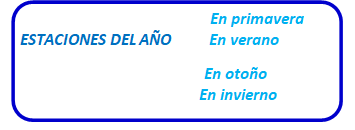 En primavera
ESTACIONES DEL AÑO En verano
En otoño
En invierno